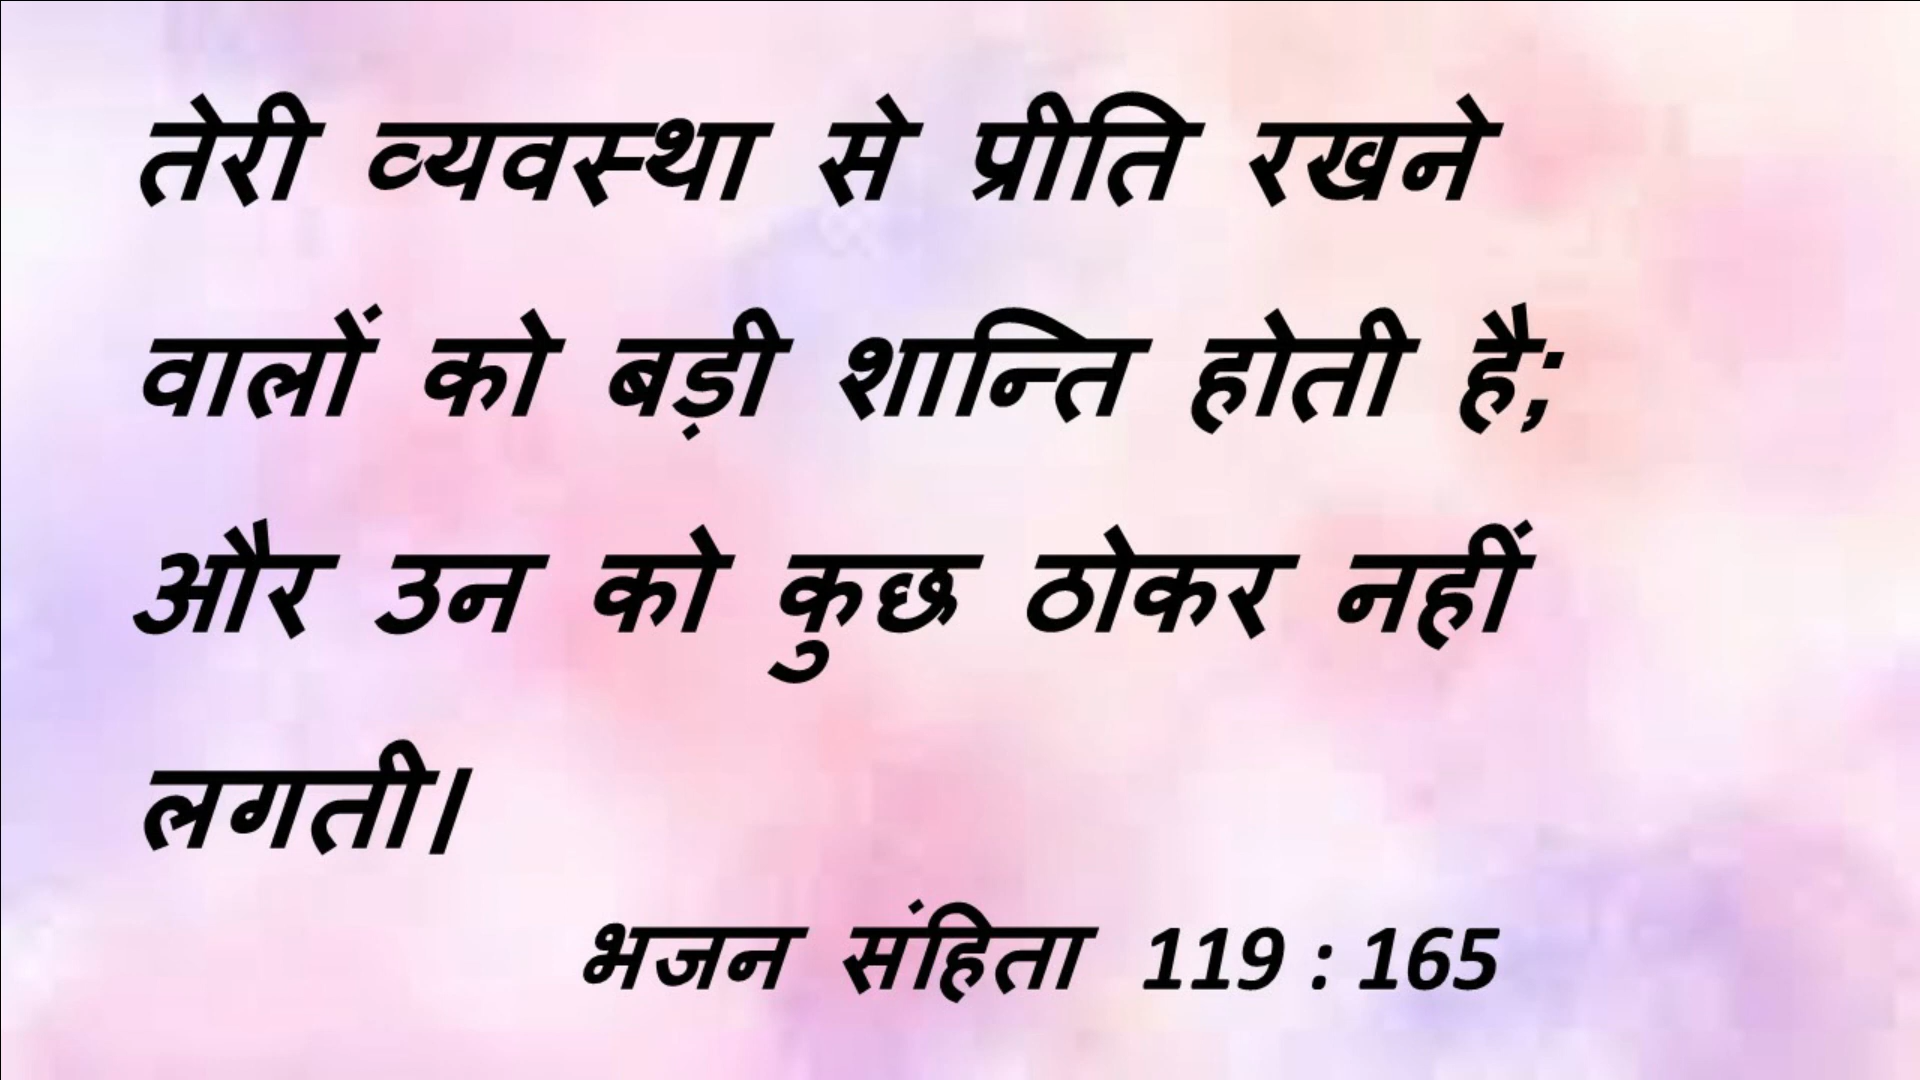 तेरी व्यवस्था से प्रीति रखने
वालों को बड़ी शान्ति होती है;
और उन को कुछ ठोकर नहीं
लगती।
भजन संहिता 119 : 165